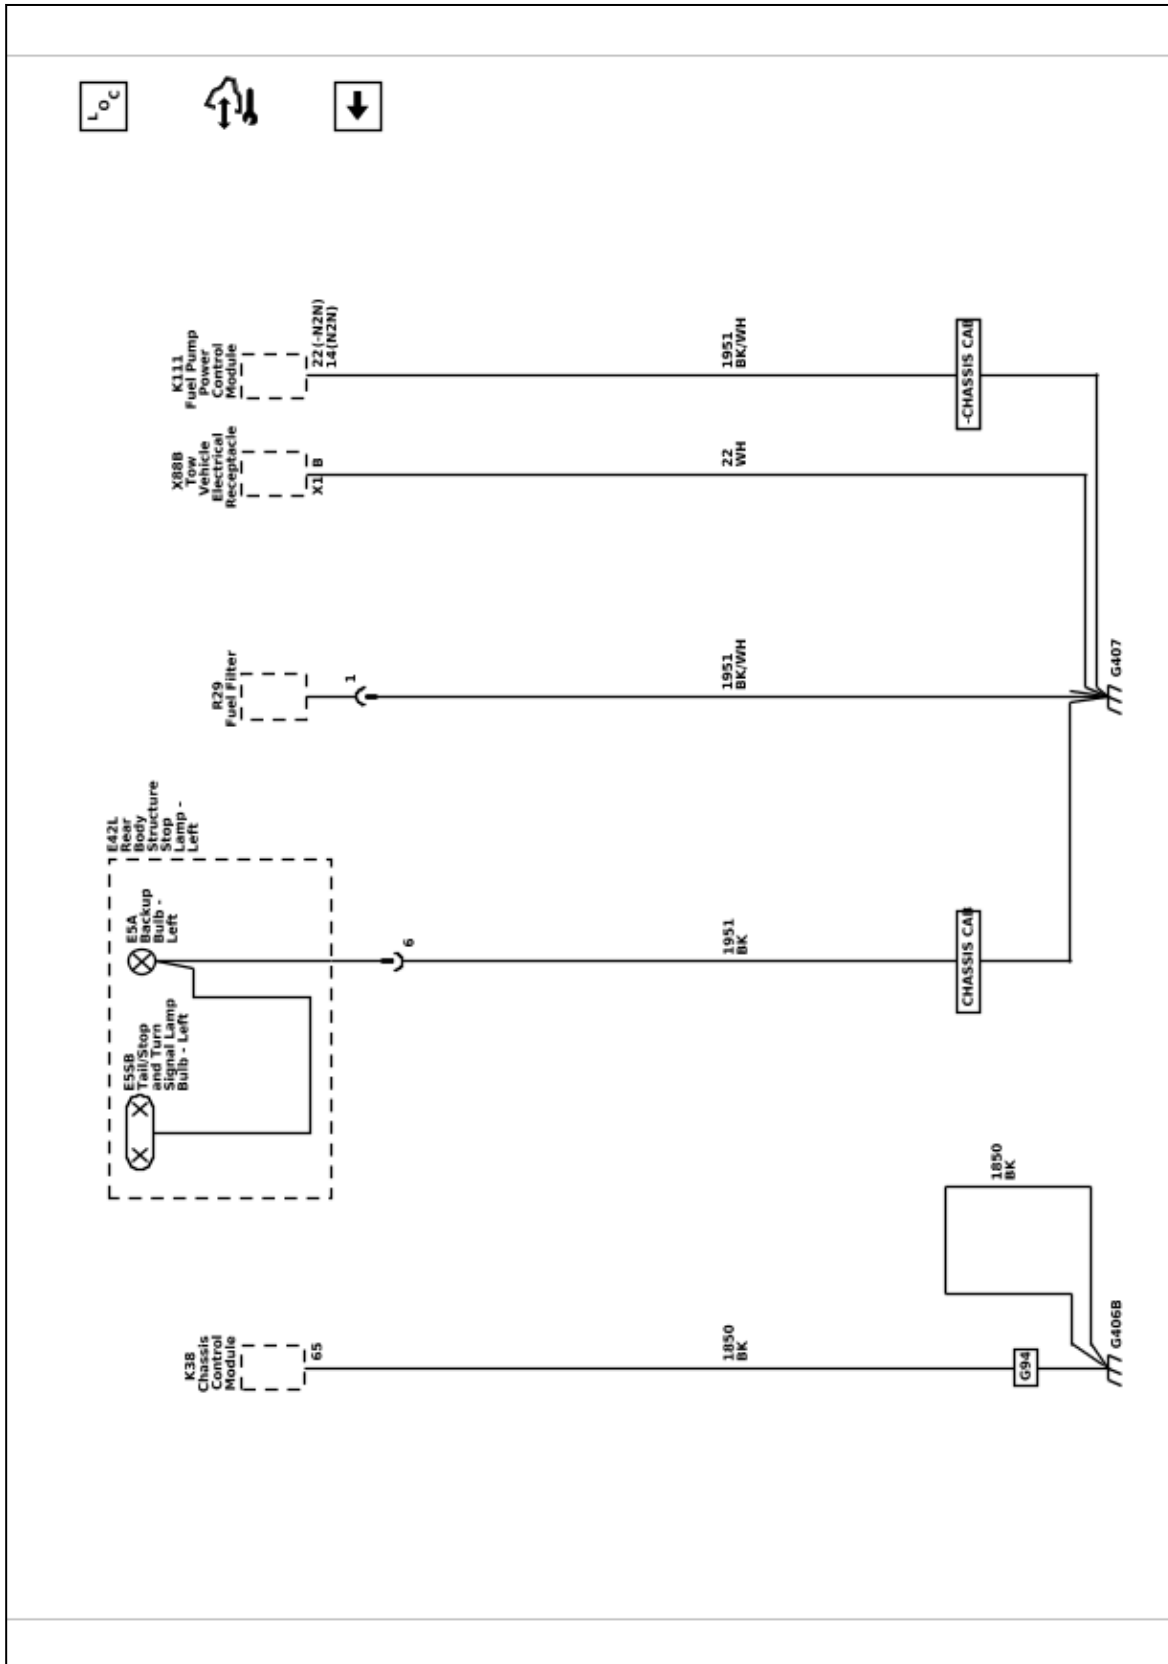 LOC
E42L
Rear
Body
Structure
Stop
Lamp -
Left
E5SB
Tail/Stop
and Turn
Signal Lamp
Bulb - Left
E5A
Backup
Bulb -
Left
K38
Chassis
Control
Module
R29
Fuel Filter
X88B
Tow
Vehicle
Electrical
Receptacle
K111
Fuel Pump
Power
Control
Module
65
6
1
X1 B
22(-N2N)
14(N2N)
1850
BK
1951
BK
1951
BK/WH
22
WH
1951
BK/WH
CHASSIS CAB
-CHASSIS CAB
1850
BK
G94
G406B
G407